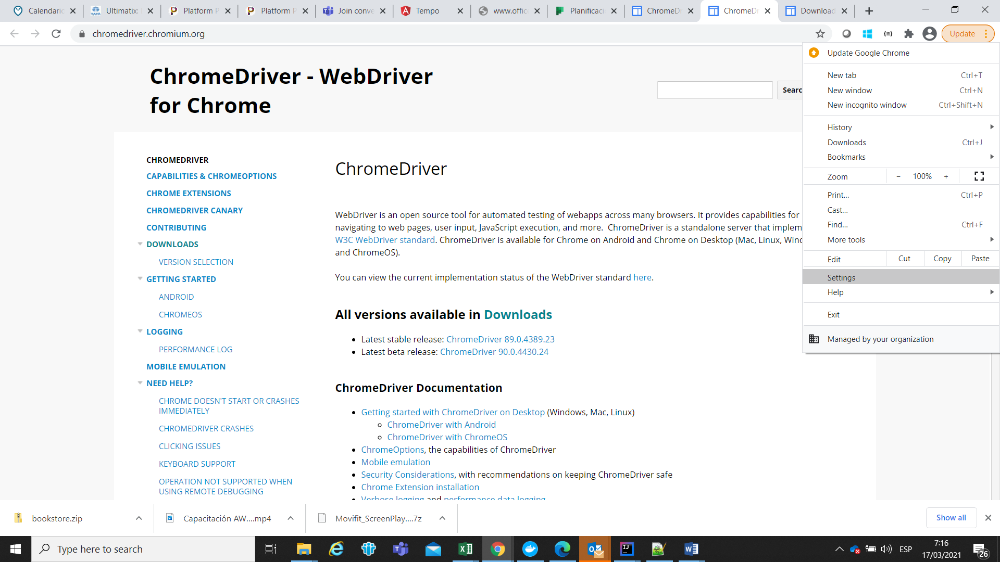 Calendario
Ultimatix:
Platform P
Platform P
Join conve
Tempo
www.offic
Planificaci
ChromeDr
ChromeDr
Download
chromedriver.chromium.org
Update
ChromeDriver - WebDriver
for Chrome
Searc
CHROMEDRIVER
CAPABILITIES & CHROMEOPTIONS
CHROME EXTENSIONS
CHROMEDRIVER CANARY
CONTRIBUTING
DOWNLOADS
VERSION SELECTION
GETTING STARTED
ANDROID
CHROMEOS
LOGGING
PERFORMANCE LOG
MOBILE EMULATION
NEED HELP?
CHROME DOESN'T START OR CRASHES
IMMEDIATELY
CHROMEDRIVER CRASHES
CLICKING ISSUES
KEYBOARD SUPPORT
OPERATION NOT SUPPORTED WHEN
USING REMOTE DEBUGGING
ChromeDriver
WebDriver is an open source tool for automated testing of webapps across many browsers. It provides capabilities for
navigating to web pages, user input, JavaScript execution, and more.  ChromeDriver is a standalone server that implem
W3C WebDriver standard. ChromeDriver is available for Chrome on Android and Chrome on Desktop (Mac, Linux, Wind
and ChromeOS).
You can view the current implementation status of the WebDriver standard here.
All versions available in Downloads
Latest stable release: ChromeDriver 89.0.4389.23
Latest beta release: ChromeDriver 90.0.4430.24
ChromeDriver Documentation
Getting started with ChromeDriver on Desktop (Windows, Mac, Linux)
ChromeDriver with Android
ChromeDriver with ChromeOS
ChromeOptions, the capabilities of ChromeDriver
Mobile emulation
Security Considerations, with recommendations on keeping ChromeDriver safe
Chrome Extension installation
Verbose logging and performance data logging
Update Google Chrome
New tab Ctrl+T
New window Ctrl+N
New incognito window Ctrl+Shift+N
History
Downloads Ctrl+J
Bookmarks
Zoom - 100% +
Print... Ctrl+P
Cast...
Find... Ctrl+F
More tools
Edit Cut Copy Paste
Settings
Help
Exit
Managed by your organization
bookstore.zip
Capacitación AW....mp4
Movifit_ScreenPlay....7z
Show all
Type here to search
ESP
7:16
17/03/2021
26